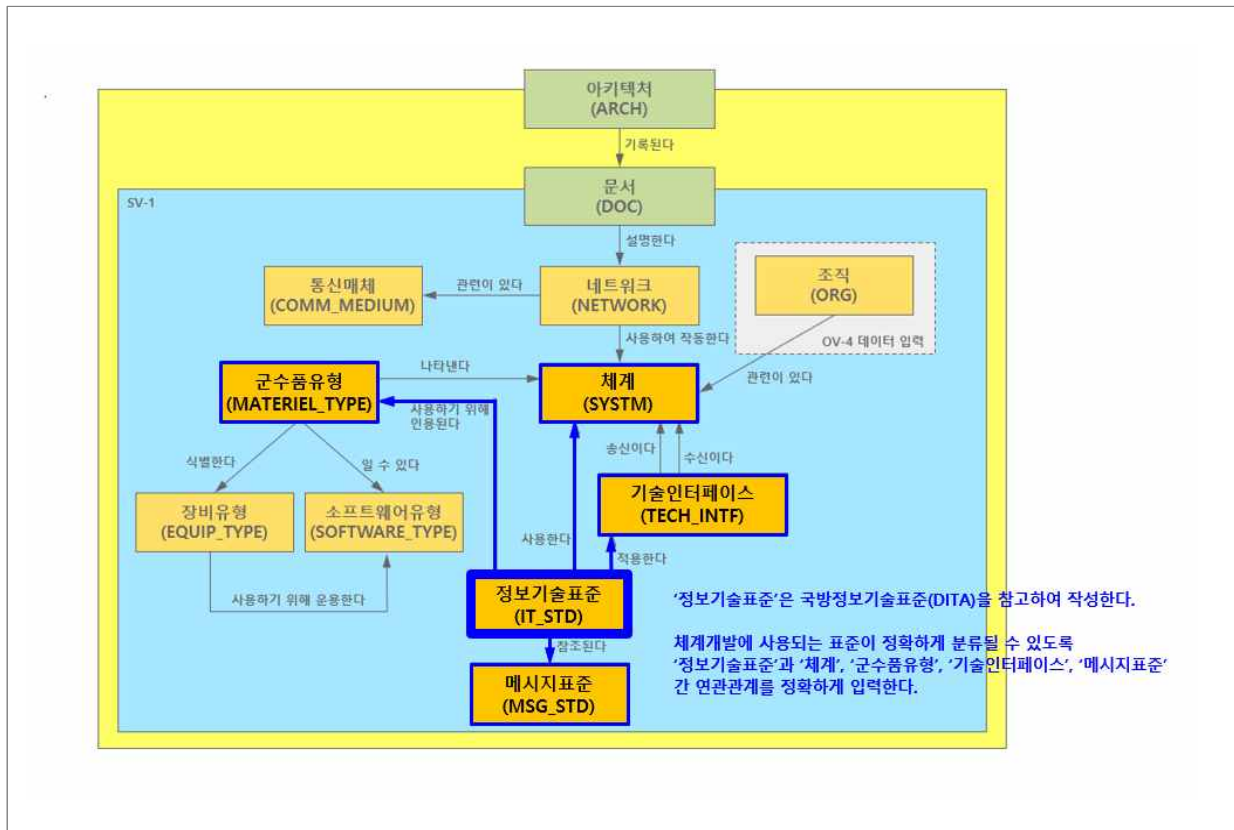 아키텍처
(ARCH)
기록된다
문서
(DOC)
SV-1
설명한다
통신매체
(COMM_MEDIUM)
관련이 있다
네트워크
(NETWORK)
조직
(ORG)
OV-4 데이터 입력
사용하여 작동한다
관련이 있다
군수품유형
(MATERIEL_TYPE)
나타낸다
체계
(SYSTM)
사용하기 위해
인용된다
송신이다
수신이다
식별한다
일 수 있다
기술인터페이스
(TECH_INTF)
장비유형
(EQUIP_TYPE)
소프트웨어유형
(SOFTWARE_TYPE)
사용한다
적용한다
사용하기 위해 운용한다
정보기술표준
(IT_STD)
참조된다
메시지표준
(MSG_STD)
‘정보기술표준’은 국방정보기술표준(DITA)을 참고하여 작성한다.
체계개발에 사용되는 표준이 정확하게 분류될 수 있도록
‘정보기술표준’과 ‘체계’, ‘군수품유형’, ‘기술인터페이스’, ‘메시지표준’
간 연관관계를 정확하게 입력한다.